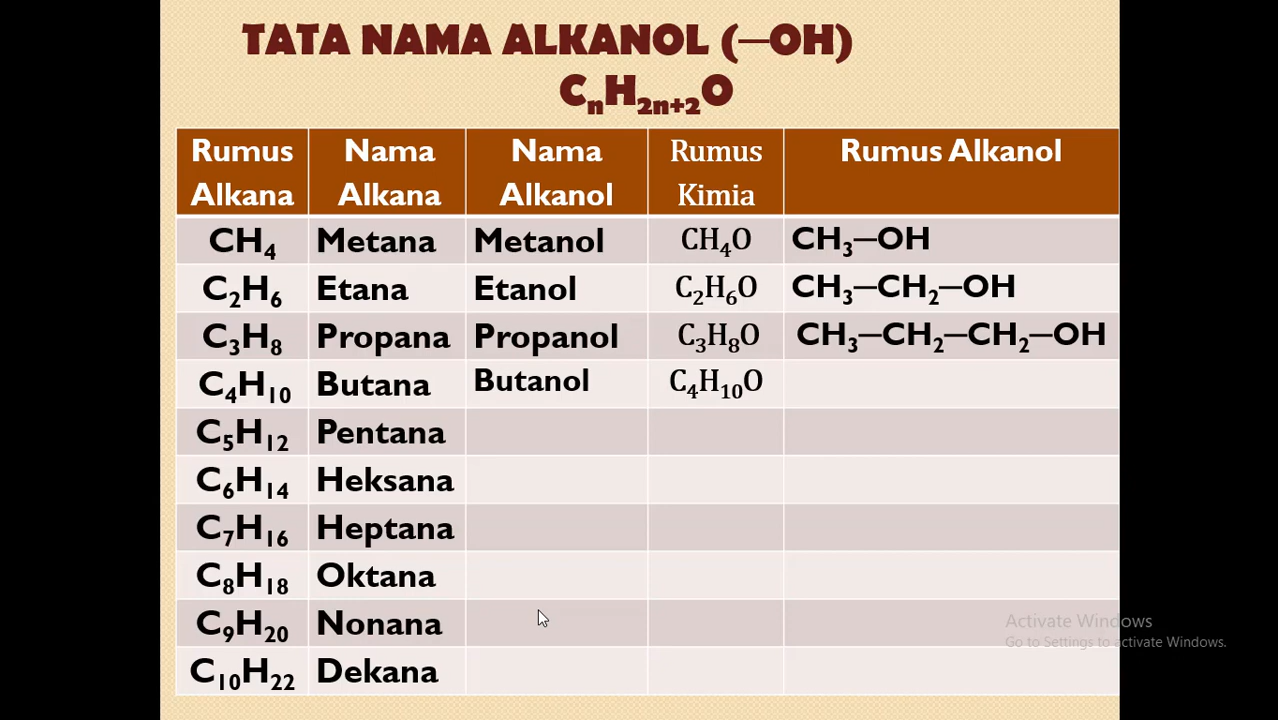 TATA NAMA ALKANOL (—OH)
CₙH₂ₙ₊₂O
Rumus Alkana Nama Alkana Nama Alkanol Rumus Kimia Rumus Alkanol
CH₄ Metana Metanol CH₄O CH₃—OH
C₂H₆ Etana Etanol C₂H₆O CH₃—CH₂—OH
C₃H₈ Propana Propanol C₃H₈O CH₃—CH₂—CH₂—OH
C₄H₁₀ Butana Butanol C₄H₁₀O
C₅H₁₂ Pentana
C₆H₁₄ Heksana
C₇H₁₆ Heptana
C₈H₁₈ Oktana
C₉H₂₀ Nonana
C₁₀H₂₂ Dekana
Activate Windows
Go to Settings to activate Windows.